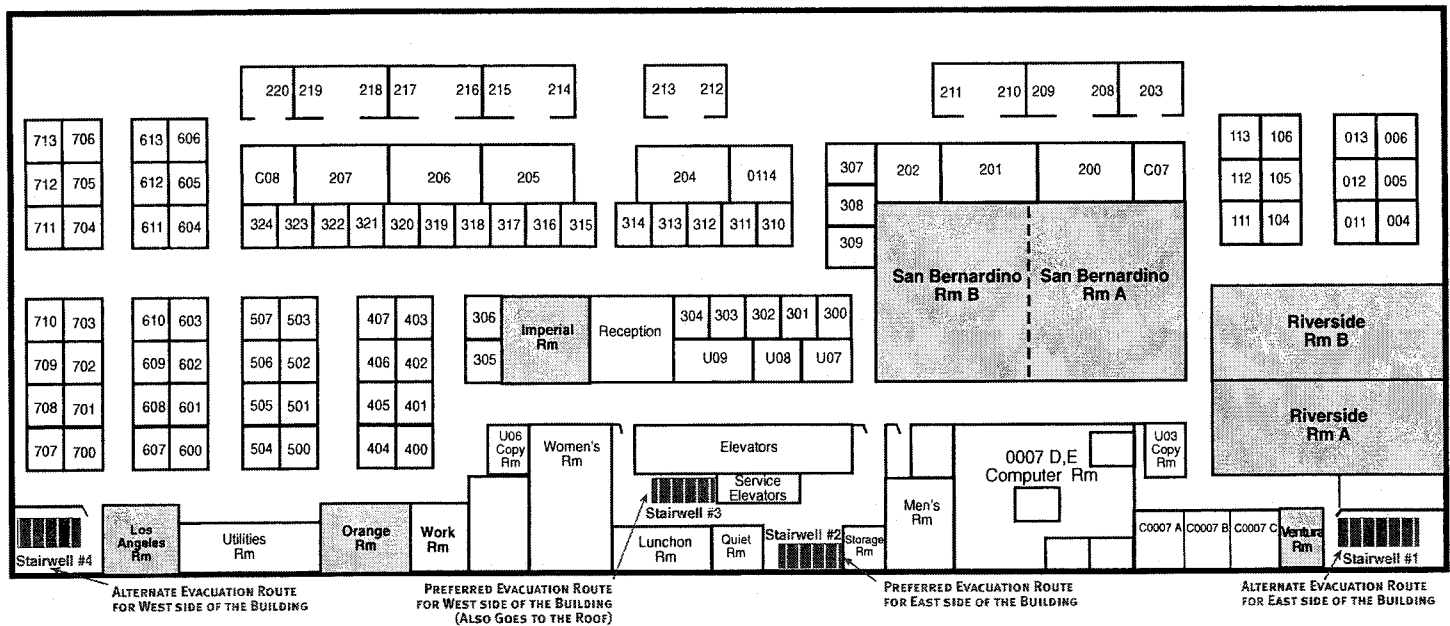 220 219 218 217 216 215 214
213 212
211 210 209 208 203
713 706
712 705
711 704
613 606
612 605
611 604
C08 207 206 205
324 323 322 321 320 319 318 317 316 315
204 0114
314 313 312 311 310
307
308
309
202 201 200 C07
San Bernardino
Rm B
San Bernardino
Rm A
113 106
112 105
111 104
013 006
012 005
011 004
710 703
709 702
708 701
707 700
610 603
609 602
608 601
607 600
507 503
506 502
505 501
504 500
407 403
406 402
405 401
404 400
306
305
Imperial
Rm
Reception
304 303 302 301 300
U09 U08 U07
Riverside
Rm B
Riverside
Rm A
U06
Copy
Rm
Women's
Rm
Elevators
Service
Elevators
Stairwell #3
0007 D,E
Computer Rm
U03
Copy
Rm
Stairwell #4
Los
Angeles
Rm
Utilities
Rm
Orange
Rm
Work
Rm
Lunchon
Rm
Quiet
Rm
Stairwell #2
Storage
Rm
Men's
Rm
C0007 A C0007 B C0007 C
Ventura
Rm
Stairwell #1
ALTERNATE EVACUATION ROUTE
FOR WEST SIDE OF THE BUILDING
PREFERRED EVACUATION ROUTE
FOR WEST SIDE OF THE BUILDING
(ALSO GOES TO THE ROOF)
PREFERRED EVACUATION ROUTE
FOR EAST SIDE OF THE BUILDING
ALTERNATE EVACUATION ROUTE
FOR EAST SIDE OF THE BUILDING